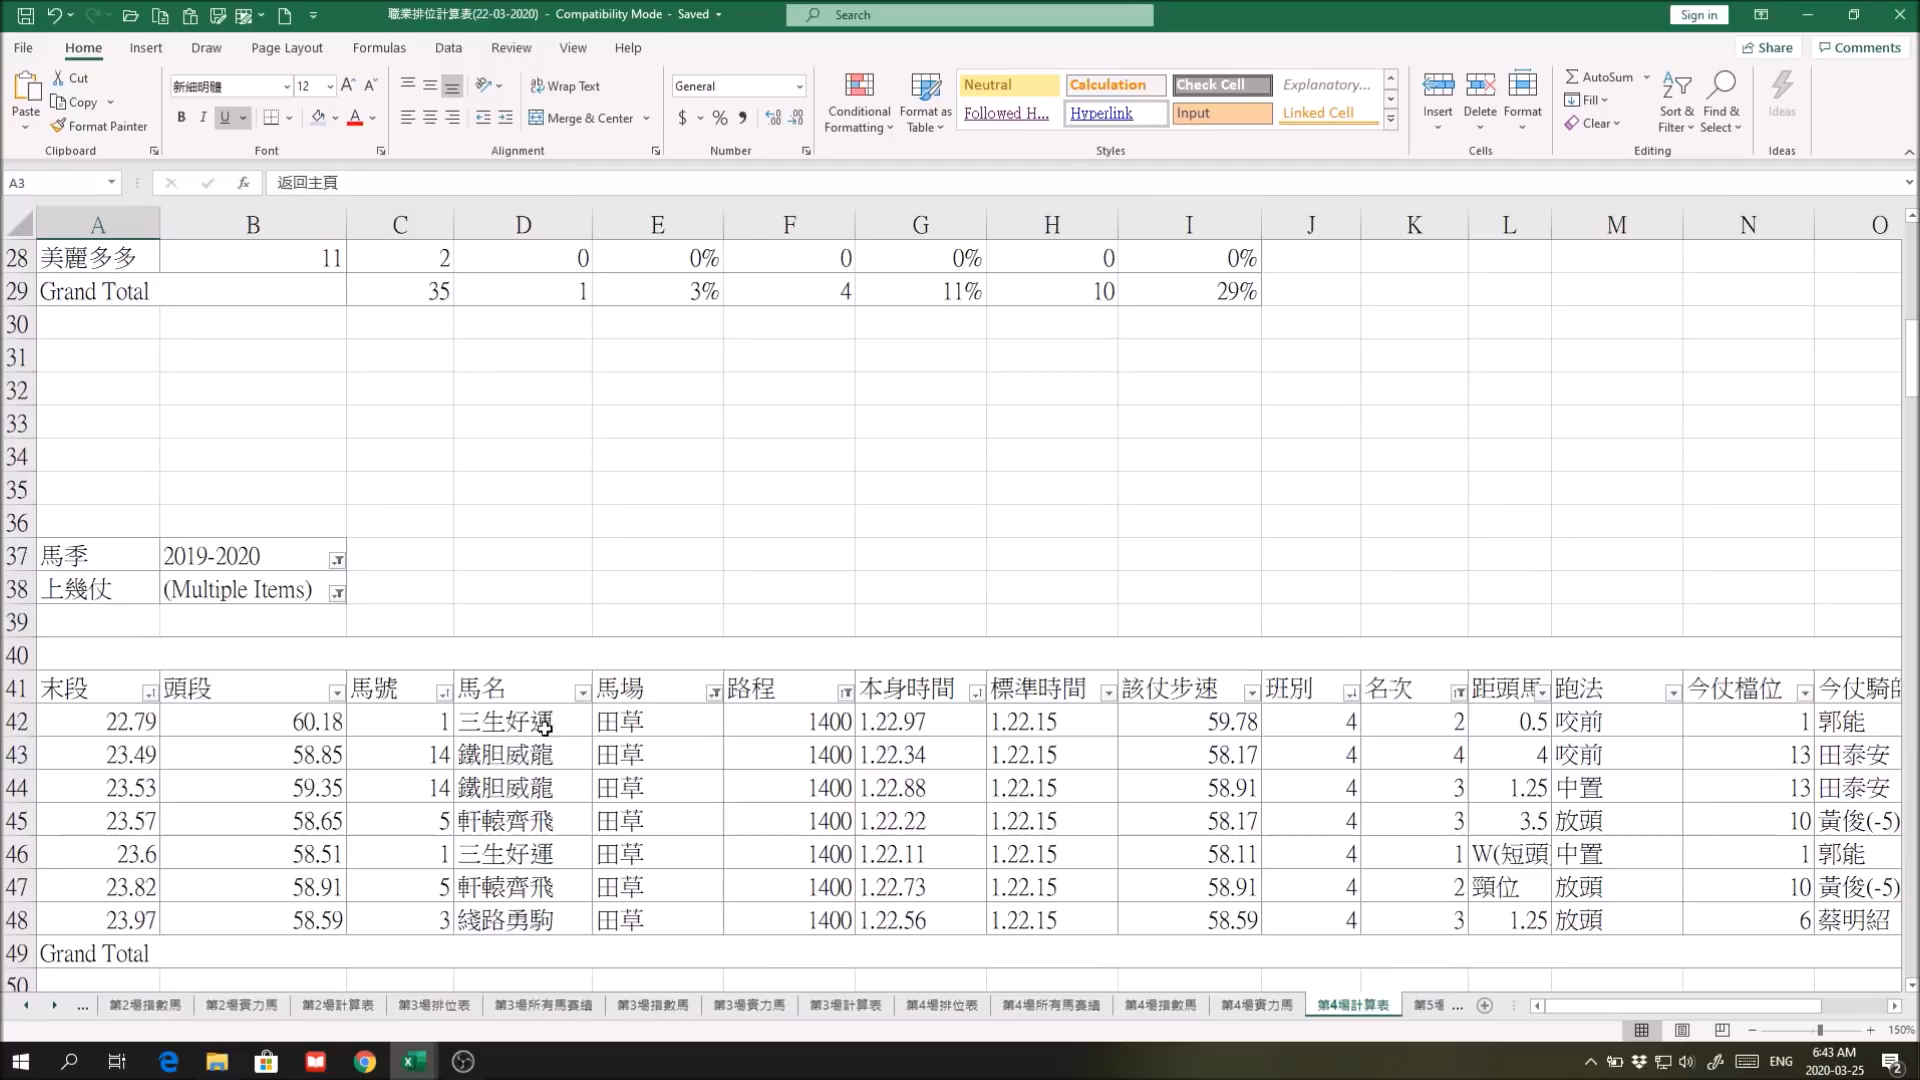 職業排位計算表(22-03-2020) - Compatibility Mode - Saved
Search
Sign in
File Home Insert Draw Page Layout Formulas Data Review View Help
Share Comments
Paste
Cut
Copy
Format Painter
Clipboard
新細明體 12
B I U
Font
Wrap Text
Merge & Center
Alignment
General
$ %
Number
Conditional Formatting
Format as Table
Neutral Calculation Check Cell Explanatory...
Followed H... Hyperlink Input Linked Cell
Styles
Insert Delete Format
Cells
AutoSum
Fill
Clear
Sort & Filter
Find & Select
Editing
Ideas
Ideas
A3 fx 返回主頁
A B C D E F G H I J K L M N O
28 美麗多多 11 2 0 0% 0 0% 0 0%
29 Grand Total 35 1 3% 4 11% 10 29%
30
31
32
33
34
35
36
37 馬季 2019-2020
38 上幾仗 (Multiple Items)
39
40
41 末段 頭段 馬號 馬名 馬場 路程 本身時間 標準時間 該仗步速 班別 名次 距頭馬 跑法 今仗檔位 今仗騎師
42 22.79 60.18 1 三生好運 田草 1400 1.22.97 1.22.15 59.78 4 2 0.5 咬前 1 郭能
43 23.49 58.85 14 鐵胆威龍 田草 1400 1.22.34 1.22.15 58.17 4 4 4 咬前 13 田泰安
44 23.53 59.35 14 鐵胆威龍 田草 1400 1.22.88 1.22.15 58.91 4 3 1.25 中置 13 田泰安
45 23.57 58.65 5 軒轅齊飛 田草 1400 1.22.22 1.22.15 58.17 4 3 3.5 放頭 10 黃俊(-5)
46 23.6 58.51 1 三生好運 田草 1400 1.22.11 1.22.15 58.11 4 1 W(短頭 中置 1 郭能
47 23.82 58.91 5 軒轅齊飛 田草 1400 1.22.73 1.22.15 58.91 4 2 頸位 放頭 10 黃俊(-5)
48 23.97 58.59 3 綫路勇駒 田草 1400 1.22.56 1.22.15 58.59 4 3 1.25 放頭 6 蔡明紹
49 Grand Total
50
... 第2場指數馬 第2場實力馬 第2場計算表 第3場排位表 第3場所有馬賽績 第3場指數馬 第3場實力馬 第3場計算表 第4場排位表 第4場所有馬賽績 第4場指數馬 第4場實力馬 第4場計算表 第5場 ...
150%
ENG
6:43 AM
2020-03-25
2